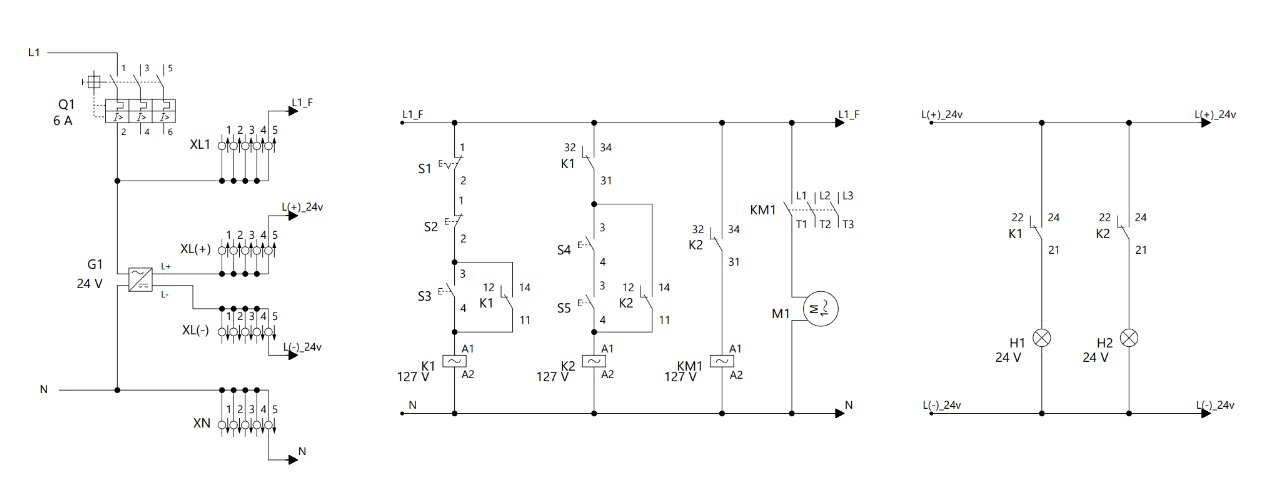 L1
1 3 5
Q1
6 A
2 4 6
L1_F
1 2 3 4 5
XL1
L(+)_24v
1 2 3 4 5
XL(+)
G1
24 V
L+
L-
1 2 3 4 5
XL(-)
L(-)_24v
N
1 2 3 4 5
XN
N
L1_F
L1_F
1
S1
2
1
S2
2
3
S3
4
12 14
K1
11
A1
K1
127 V
A2
32 34
K1
31
3
S4
4
3
S5
4
12 14
K2
11
A1
K2
127 V
A2
32 34
K2
31
A1
KM1
127 V
A2
L1 L2 L3
KM1
T1 T2 T3
M1
M
1~
N
N
L(+)_24v
L(+)_24v
22 24
K1
21
22 24
K2
21
H1
24 V
H2
24 V
L(-)_24v
L(-)_24v